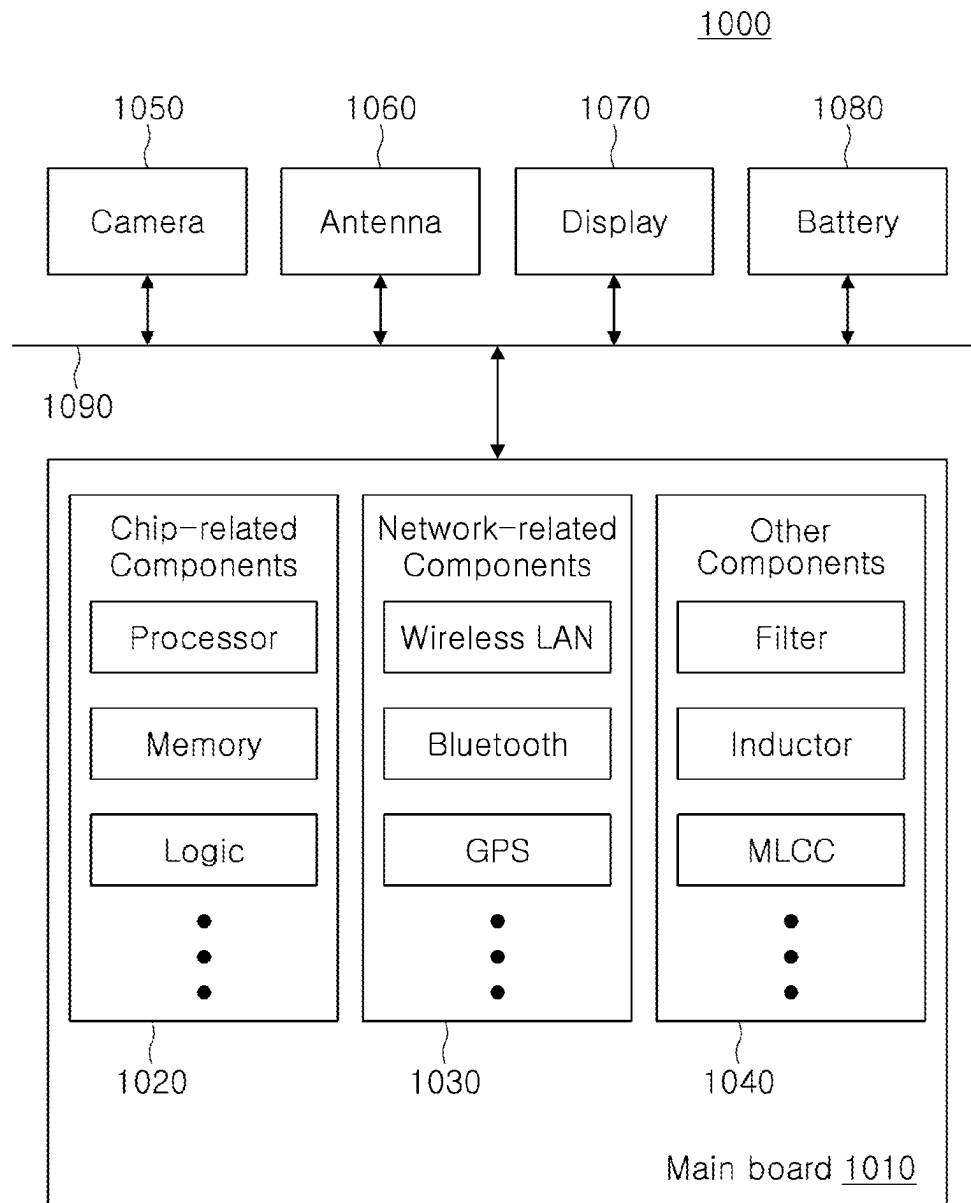 1000
1050
1060
1070
1080
Camera
Antenna
Display
Battery
1090
Chip-related
Components
Processor
Memory
Logic
Network-related
Components
Wireless LAN
Bluetooth
GPS
Other
Components
Filter
Inductor
MLCC
1020
1030
1040
Main board 1010